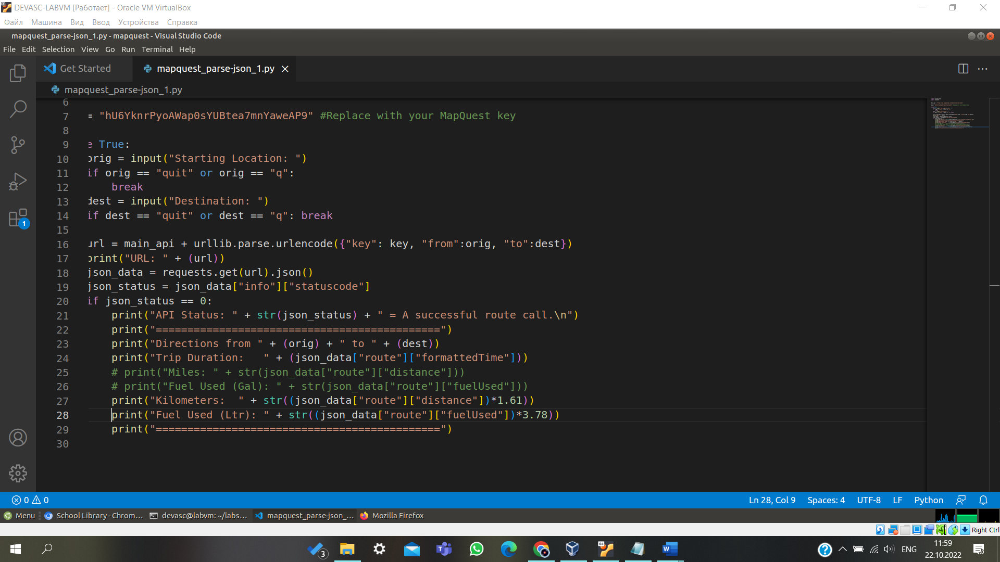 DEVASC-LABVM [Работает] - Oracle VM VirtualBox
Файл Машина Вид Ввод Устройства Справка
mapquest_parse-json_1.py - mapquest - Visual Studio Code
File Edit Selection View Go Run Terminal Help
Get Started
mapquest_parse-json_1.py
mapquest_parse-json_1.py
6
7 = "hU6YknrPyoAWap0sYUBtea7mnYaweAP9" #Replace with your MapQuest key
8
9 e True:
10 orig = input("Starting Location: ")
11 if orig == "quit" or orig == "q":
12 break
13 dest = input("Destination: ")
14 if dest == "quit" or dest == "q": break
15
16 url = main_api + urllib.parse.urlencode({"key": key, "from":orig, "to":dest})
17 print("URL: " + (url))
18 json_data = requests.get(url).json()
19 json_status = json_data["info"]["statuscode"]
20 if json_status == 0:
21 print("API Status: " + str(json_status) + " = A successful route call.\n")
22 print("=============================================")
23 print("Directions from " + (orig) + " to " + (dest))
24 print("Trip Duration:   " + (json_data["route"]["formattedTime"]))
25 # print("Miles: " + str(json_data["route"]["distance"]))
26 # print("Fuel Used (Gal): " + str(json_data["route"]["fuelUsed"]))
27 print("Kilometers:  " + str((json_data["route"]["distance"])*1.61))
28 print("Fuel Used (Ltr): " + str((json_data["route"]["fuelUsed"])*3.78))
29 print("=============================================")
30
1
0 0
Ln 28, Col 9 Spaces: 4 UTF-8 LF Python
Menu School Library - Chrom... devasc@labvm: ~/labs... mapquest_parse-json_... Mozilla Firefox
Right Ctrl
3
ENG
11:59
22.10.2022